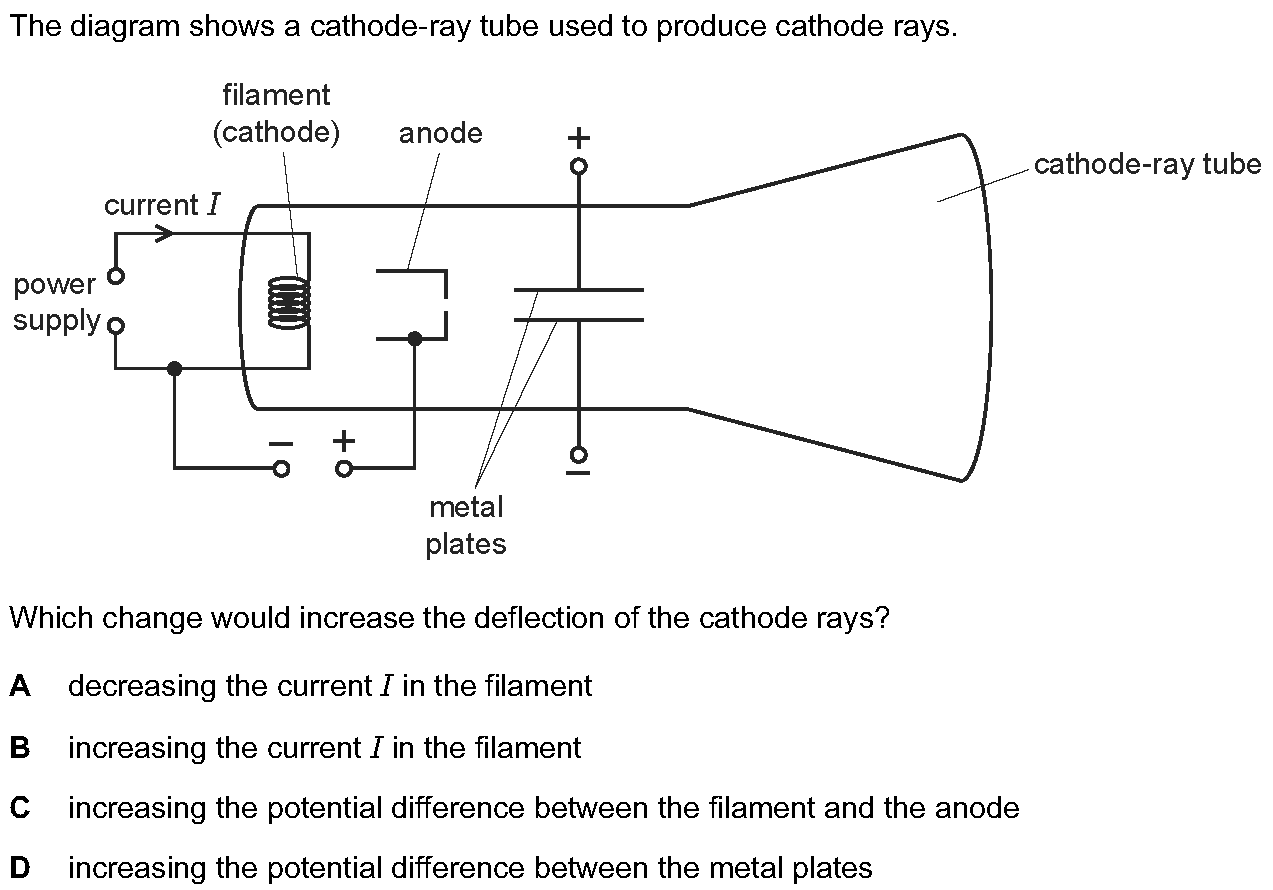 The diagram shows a cathode-ray tube used to produce cathode rays.
filament
(cathode)
anode
+
cathode-ray tube
current I
power
supply
–
+
–
metal
plates
Which change would increase the deflection of the cathode rays?
A decreasing the current I in the filament
B increasing the current I in the filament
C increasing the potential difference between the filament and the anode
D increasing the potential difference between the metal plates